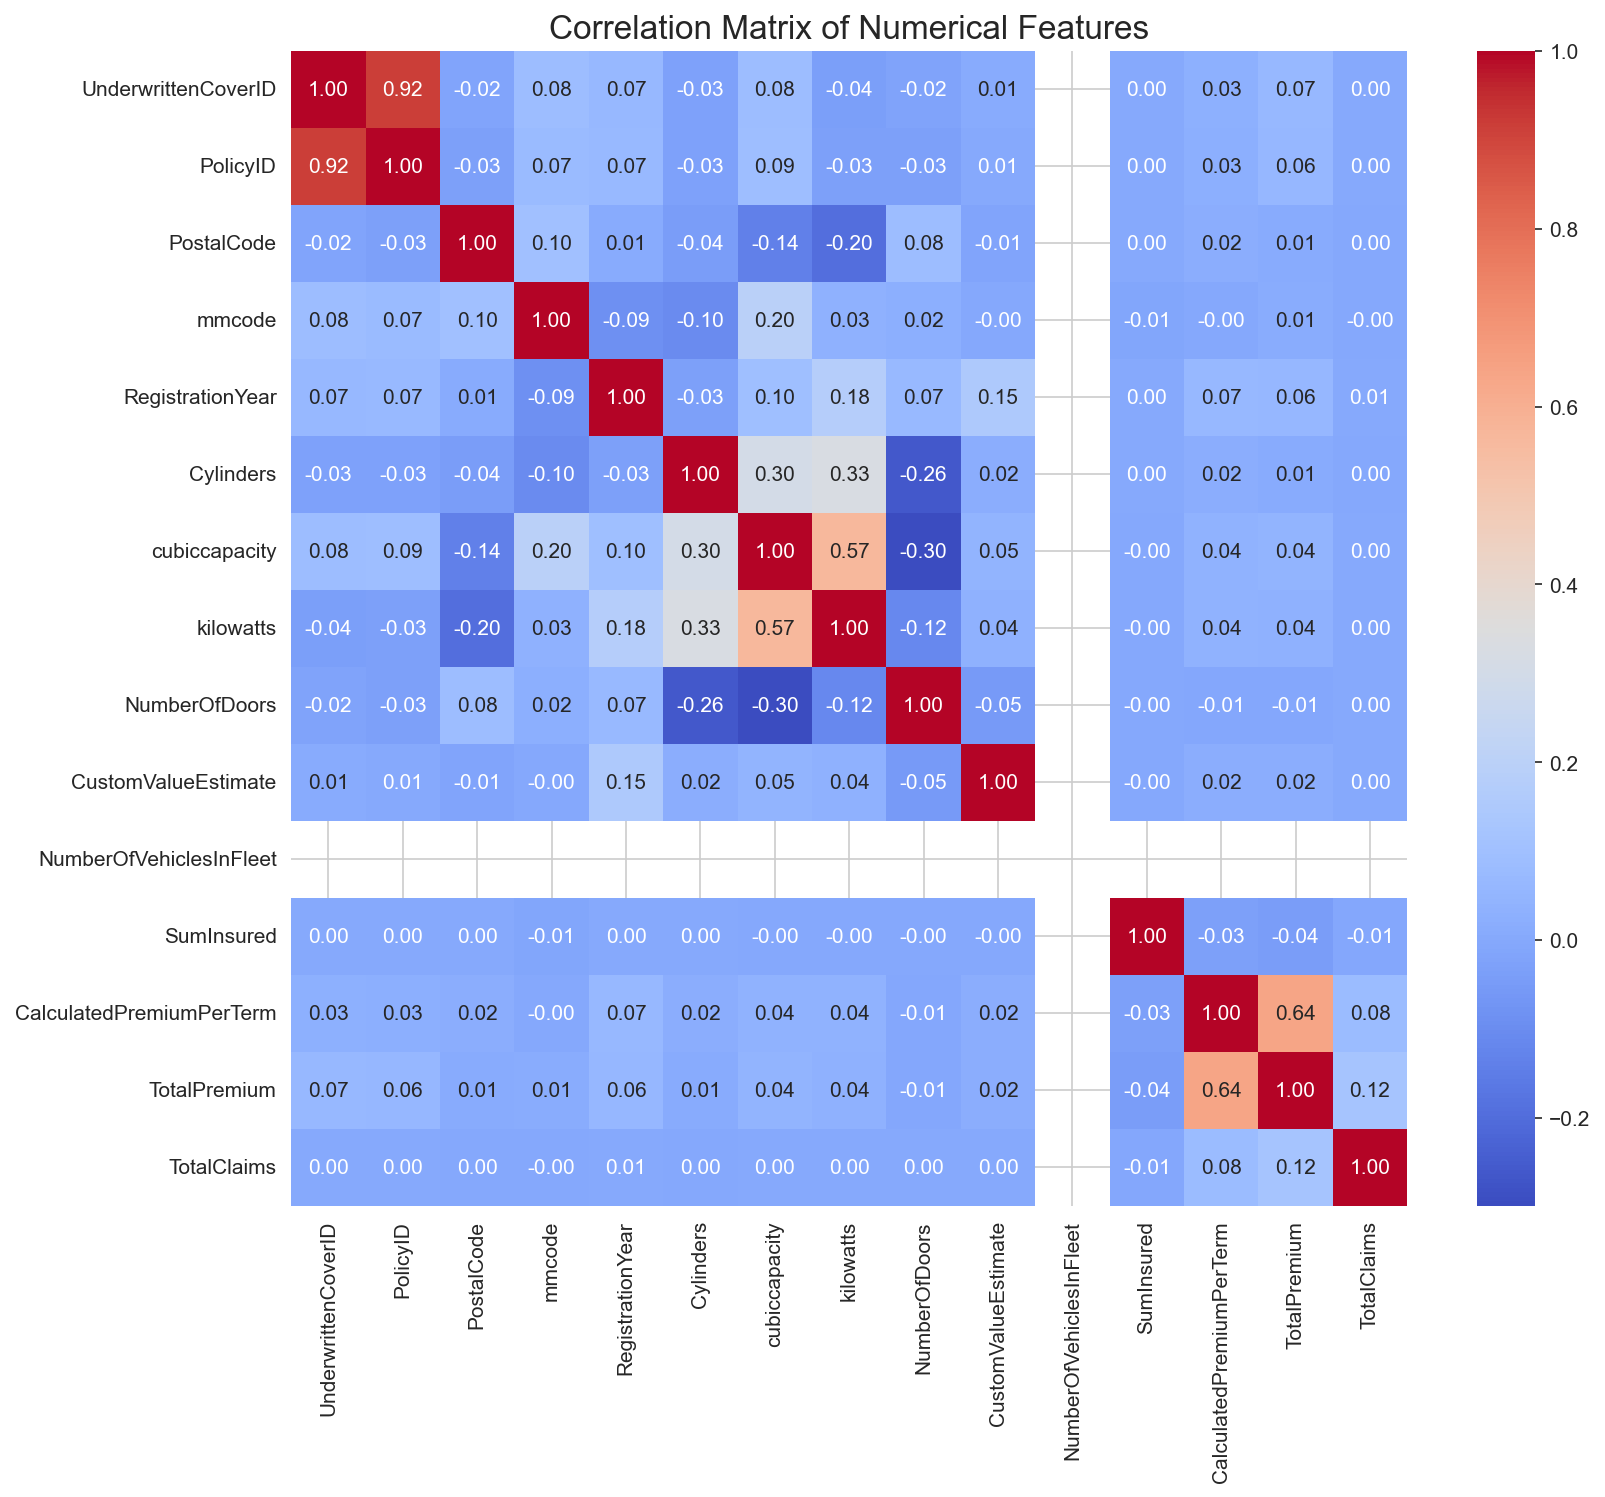 Correlation Matrix of Numerical Features
UnderwrittenCoverID 1.00 0.92 -0.02 0.08 0.07 -0.03 0.08 -0.04 -0.02 0.01 0.00 0.03 0.07 0.00
PolicyID 0.92 1.00 -0.03 0.07 0.07 -0.03 0.09 -0.03 -0.03 0.01 0.00 0.03 0.06 0.00
PostalCode -0.02 -0.03 1.00 0.10 0.01 -0.04 -0.14 -0.20 0.08 -0.01 0.00 0.02 0.01 0.00
mmcode 0.08 0.07 0.10 1.00 -0.09 -0.10 0.20 0.03 0.02 -0.00 -0.01 -0.00 0.01 -0.00
RegistrationYear 0.07 0.07 0.01 -0.09 1.00 -0.03 0.10 0.18 0.07 0.15 0.00 0.07 0.06 0.01
Cylinders -0.03 -0.03 -0.04 -0.10 -0.03 1.00 0.30 0.33 -0.26 0.02 0.00 0.02 0.01 0.00
cubiccapacity 0.08 0.09 -0.14 0.20 0.10 0.30 1.00 0.57 -0.30 0.05 -0.00 0.04 0.04 0.00
kilowatts -0.04 -0.03 -0.20 0.03 0.18 0.33 0.57 1.00 -0.12 0.04 -0.00 0.04 0.04 0.00
NumberOfDoors -0.02 -0.03 0.08 0.02 0.07 -0.26 -0.30 -0.12 1.00 -0.05 -0.00 -0.01 -0.01 0.00
CustomValueEstimate 0.01 0.01 -0.01 -0.00 0.15 0.02 0.05 0.04 -0.05 1.00 -0.00 0.02 0.02 0.00
NumberOfVehiclesInFleet
SumInsured 0.00 0.00 0.00 -0.01 0.00 0.00 -0.00 -0.00 -0.00 -0.00 1.00 -0.03 -0.04 -0.01
CalculatedPremiumPerTerm 0.03 0.03 0.02 -0.00 0.07 0.02 0.04 0.04 -0.01 0.02 -0.03 1.00 0.64 0.08
TotalPremium 0.07 0.06 0.01 0.01 0.06 0.01 0.04 0.04 -0.01 0.02 -0.04 0.64 1.00 0.12
TotalClaims 0.00 0.00 0.00 -0.00 0.01 0.00 0.00 0.00 0.00 0.00 -0.01 0.08 0.12 1.00
UnderwrittenCoverID
PolicyID
PostalCode
mmcode
RegistrationYear
Cylinders
cubiccapacity
kilowatts
NumberOfDoors
CustomValueEstimate
NumberOfVehiclesInFleet
SumInsured
CalculatedPremiumPerTerm
TotalPremium
TotalClaims
1.0
0.8
0.6
0.4
0.2
0.0
−0.2